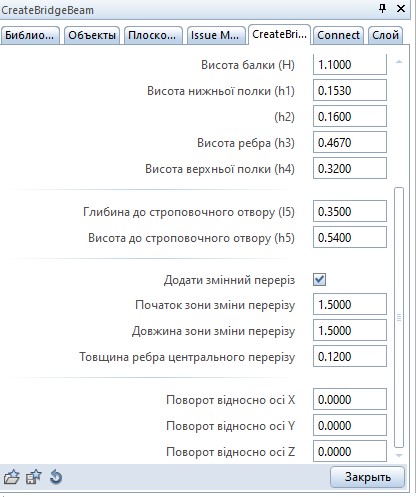 CreateBridgeBeam
Библио... Объекты Плоско... Issue M... CreateBri... Connect Слой
Висота балки (H) 1.1000
Висота нижньої полки (h1) 0.1530
(h2) 0.1600
Висота ребра (h3) 0.4670
Висота верхньої полки (h4) 0.3200
Глибина до строповочного отвору (l5) 0.3500
Висота до строповочного отвору (h5) 0.5400
Додати змінний переріз
Початок зони зміни перерізу 1.5000
Довжина зони зміни перерізу 1.5000
Товщина ребра центрального перерізу 0.1200
Поворот відносно осі X 0.0000
Поворот відносно осі Y 0.0000
Поворот відносно осі Z 0.0000
Закрыть